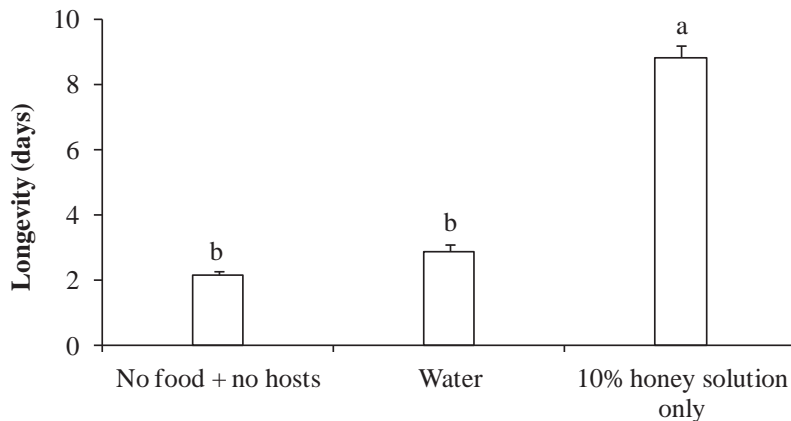 Longevity (days)
10
8
6
4
2
0
b
b
a
No food + no hosts
Water
10% honey solution
only